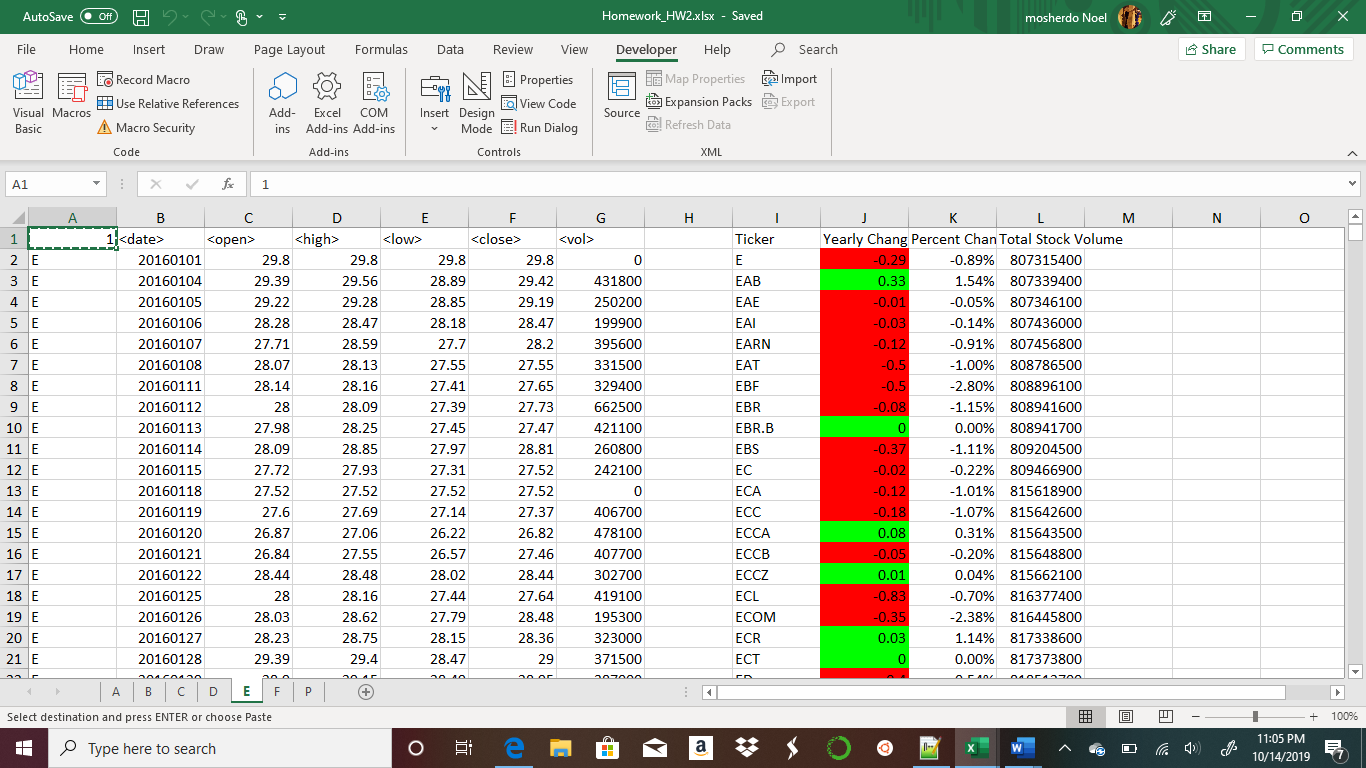 AutoSave Off Homework_HW2.xlsx - Saved mosherdo Noel
File Home Insert Draw Page Layout Formulas Data Review View Developer Help Search Share Comments
Visual Basic Macros Record Macro Use Relative References Macro Security
Add-ins Excel Add-ins COM Add-ins
Insert Design Mode Properties View Code Run Dialog
Source Map Properties Expansion Packs Refresh Data Import Export
Code Add-ins Controls XML
A1 fx 1
A B C D E F G H I J K L M N O
1 1 <date> <open> <high> <low> <close> <vol> Ticker Yearly Chang Percent Chan Total Stock Volume
2 E 20160101 29.8 29.8 29.8 29.8 0 E -0.29 -0.89% 807315400
3 E 20160104 29.39 29.56 28.89 29.42 431800 EAB 0.33 1.54% 807339400
4 E 20160105 29.22 29.28 28.85 29.19 250200 EAE -0.01 -0.05% 807346100
5 E 20160106 28.28 28.47 28.18 28.47 199900 EAI -0.03 -0.14% 807436000
6 E 20160107 27.71 28.59 27.7 28.2 395600 EARN -0.12 -0.91% 807456800
7 E 20160108 28.07 28.13 27.55 27.55 331500 EAT -0.5 -1.00% 808786500
8 E 20160111 28.14 28.16 27.41 27.65 329400 EBF -0.5 -2.80% 808896100
9 E 20160112 28 28.09 27.39 27.73 662500 EBR -0.08 -1.15% 808941600
10 E 20160113 27.98 28.25 27.45 27.47 421100 EBR.B 0 0.00% 808941700
11 E 20160114 28.09 28.85 27.97 28.81 260800 EBS -0.37 -1.11% 809204500
12 E 20160115 27.72 27.93 27.31 27.52 242100 EC -0.02 -0.22% 809466900
13 E 20160118 27.52 27.52 27.52 27.52 0 ECA -0.12 -1.01% 815618900
14 E 20160119 27.6 27.69 27.14 27.37 406700 ECC -0.18 -1.07% 815642600
15 E 20160120 26.87 27.06 26.22 26.82 478100 ECCA 0.08 0.31% 815643500
16 E 20160121 26.84 27.55 26.57 27.46 407700 ECCB -0.05 -0.20% 815648800
17 E 20160122 28.44 28.48 28.02 28.44 302700 ECCZ 0.01 0.04% 815662100
18 E 20160125 28 28.16 27.44 27.64 419100 ECL -0.83 -0.70% 816377400
19 E 20160126 28.03 28.62 27.79 28.48 195300 ECOM -0.35 -2.38% 816445800
20 E 20160127 28.23 28.75 28.15 28.36 323000 ECR 0.03 1.14% 817338600
21 E 20160128 29.39 29.4 28.47 29 371500 ECT 0 0.00% 817373800
A B C D E F P
Select destination and press ENTER or choose Paste 100%
Type here to search 11:05 PM
10/14/2019 7